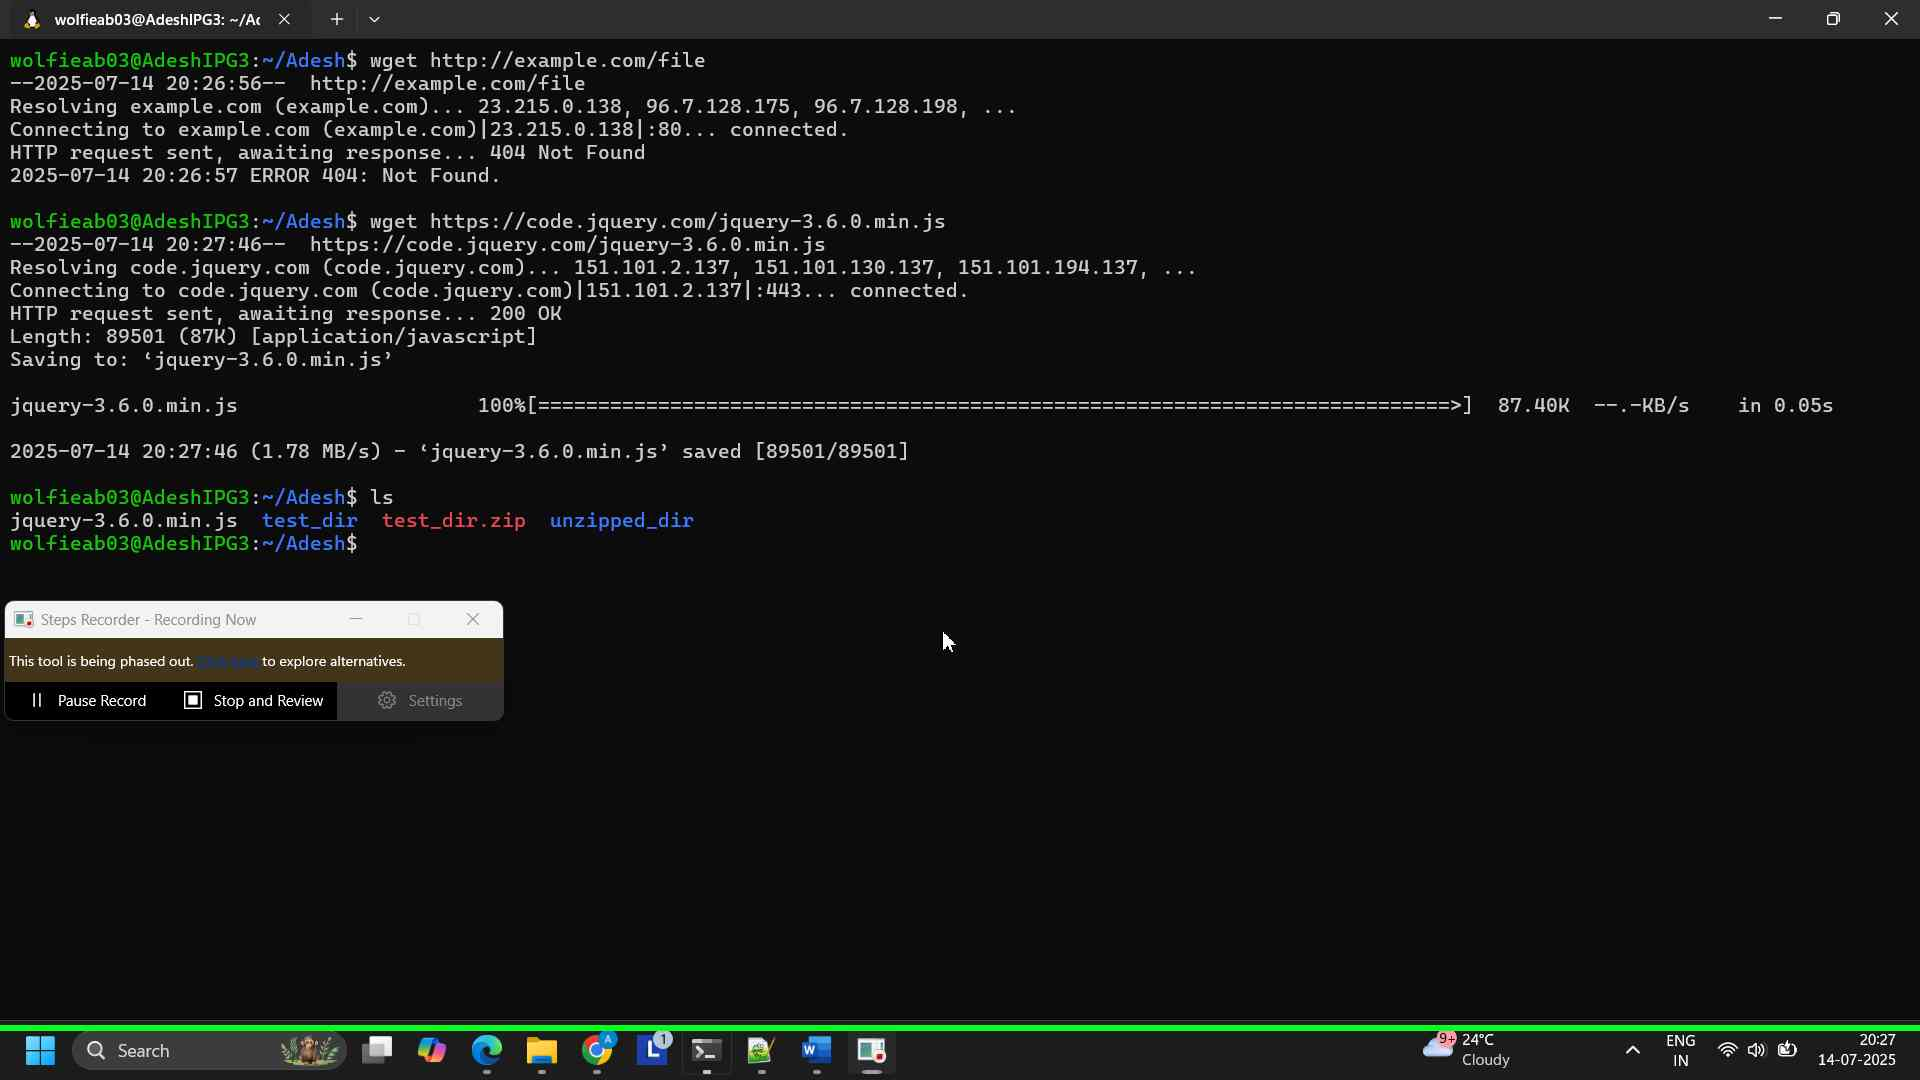 wolfieab03@AdeshIPG3: ~/Ac
wolfieab03@AdeshIPG3:~/Adesh$ wget http://example.com/file
--2025-07-14 20:26:56--  http://example.com/file
Resolving example.com (example.com)... 23.215.0.138, 96.7.128.175, 96.7.128.198, ...
Connecting to example.com (example.com)|23.215.0.138|:80... connected.
HTTP request sent, awaiting response... 404 Not Found
2025-07-14 20:26:57 ERROR 404: Not Found.
wolfieab03@AdeshIPG3:~/Adesh$ wget https://code.jquery.com/jquery-3.6.0.min.js
--2025-07-14 20:27:46--  https://code.jquery.com/jquery-3.6.0.min.js
Resolving code.jquery.com (code.jquery.com)... 151.101.2.137, 151.101.130.137, 151.101.194.137, ...
Connecting to code.jquery.com (code.jquery.com)|151.101.2.137|:443... connected.
HTTP request sent, awaiting response... 200 OK
Length: 89501 (87K) [application/javascript]
Saving to: ‘jquery-3.6.0.min.js’
jquery-3.6.0.min.js 100%[============================================================================>] 87.40K --.-KB/s in 0.05s
2025-07-14 20:27:46 (1.78 MB/s) - ‘jquery-3.6.0.min.js’ saved [89501/89501]
wolfieab03@AdeshIPG3:~/Adesh$ ls
jquery-3.6.0.min.js  test_dir  test_dir.zip  unzipped_dir
wolfieab03@AdeshIPG3:~/Adesh$
Steps Recorder - Recording Now
This tool is being phased out. to explore alternatives.
Pause Record Stop and Review Settings
Search
A
L 1
W
9+
24°C
Cloudy
ENG
IN
20:27
14-07-2025